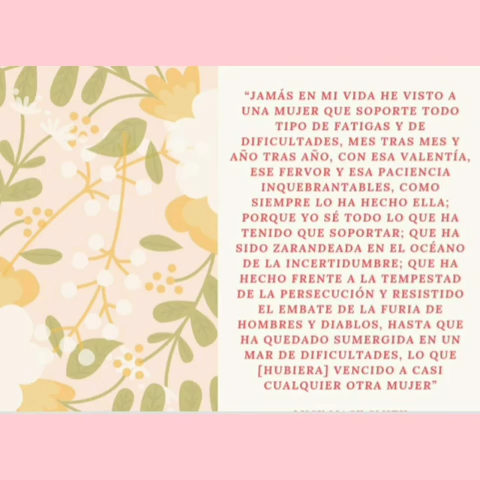 “JAMÁS EN MI VIDA HE VISTO A
UNA MUJER QUE SOPORTE TODO
TIPO DE FATIGAS Y DE
DIFICULTADES, MES TRAS MES Y
AÑO TRAS AÑO, CON ESA VALENTÍA,
ESE FERVOR Y ESA PACIENCIA
INQUEBRANTABLES, COMO
SIEMPRE LO HA HECHO ELLA;
PORQUE YO SÉ TODO LO QUE HA
TENIDO QUE SOPORTAR; QUE HA
SIDO ZARANDEADA EN EL OCÉANO
DE LA INCERTIDUMBRE; QUE HA
HECHO FRENTE A LA TEMPESTAD
DE LA PERSECUCIÓN Y RESISTIDO
EL EMBATE DE LA FURIA DE
HOMBRES Y DIABLOS, HASTA QUE
HA QUEDADO SUMERGIDA EN UN
MAR DE DIFICULTADES, LO QUE
[HUBIERA] VENCIDO A CASI
CUALQUIER OTRA MUJER”